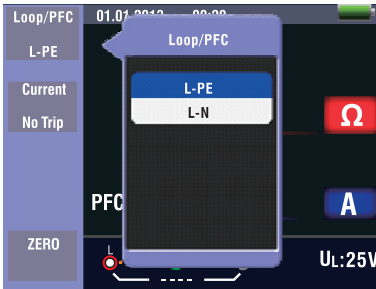 Loop/PFC
L-PE
Current
No Trip
ZERO
Loop/PFC
L-PE
L-N
Ω
PFC
A
L
UL:25V